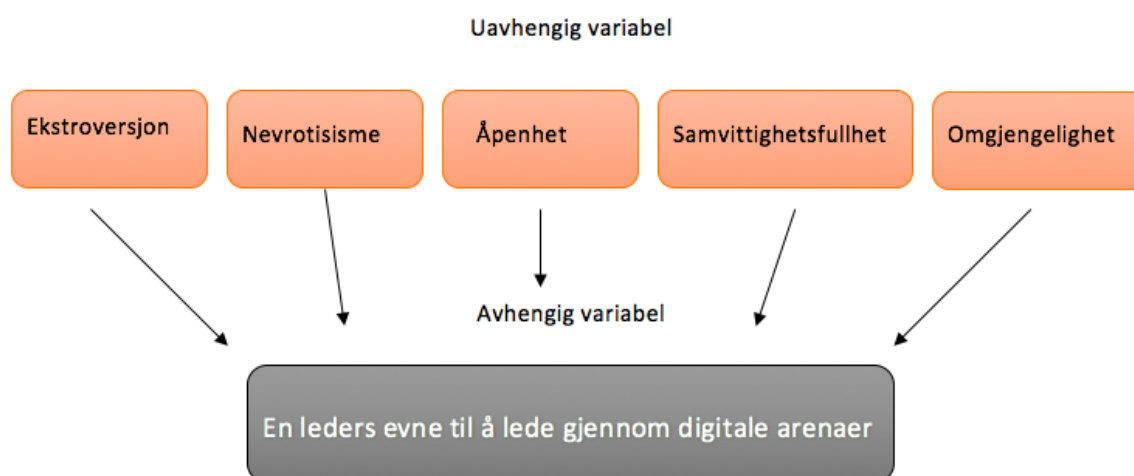 Uavhengig variabel
Ekstroversjon
Nevrotisisme
Åpenhet
Samvittighetsfullhet
Omgjengelighet
Avhengig variabel
En leders evne til å lede gjennom digitale arenaer